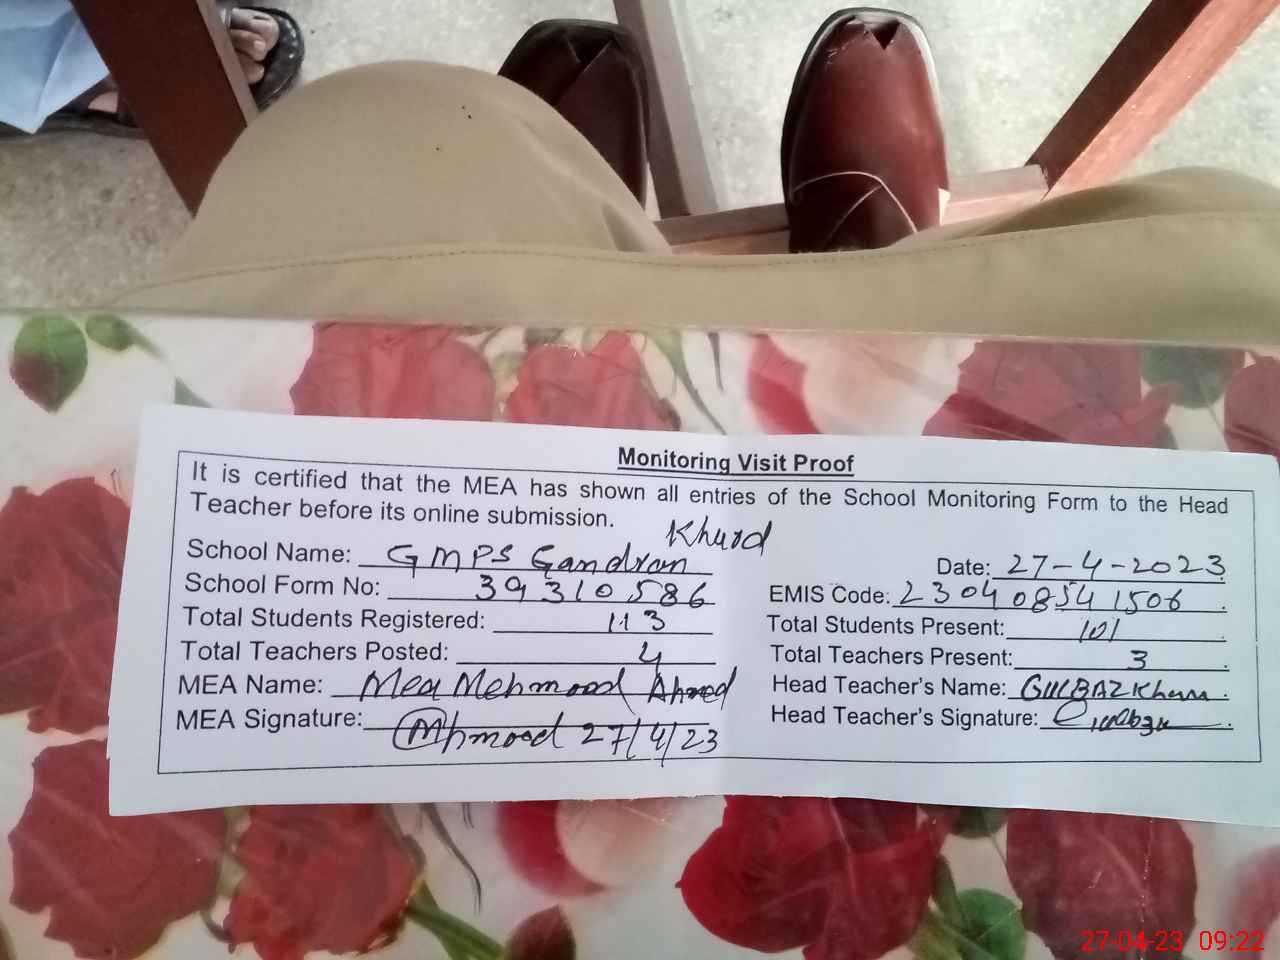 Monitoring Visit Proof
It is certified that the MEA has shown all entries of the School Monitoring Form to the Head
Teacher before its online submission.
Khurd
School Name: GMPS Gandran
Date: 27-4-2023
School Form No: 39310586
EMIS Code: 230408541506
Total Students Registered: 113
Total Students Present: 101
Total Teachers Posted: 4
Total Teachers Present: 3
MEA Name: Mea Mehmood Ahmed
Head Teacher's Name: GULBAZ Khan
MEA Signature: Mhmood 27/4/23
Head Teacher's Signature:
27-04-23 09:22